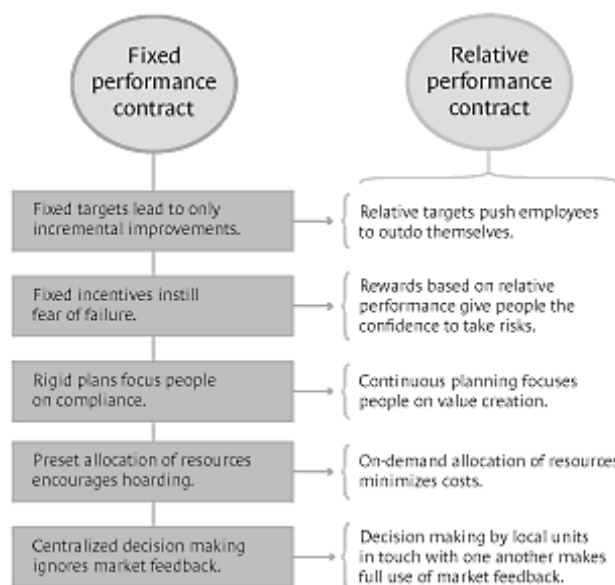 Fixed
performance
contract
Relative
performance
contract
Fixed targets lead to only
incremental improvements.
Relative targets push employees
to outdo themselves.
Fixed incentives instill
fear of failure.
Rewards based on relative
performance give people the
confidence to take risks.
Rigid plans focus people
on compliance.
Continuous planning focuses
people on value creation.
Preset allocation of resources
encourages hoarding.
On-demand allocation of resources
minimizes costs.
Centralized decision making
ignores market feedback.
Decision making by local units
in touch with one another makes
full use of market feedback.